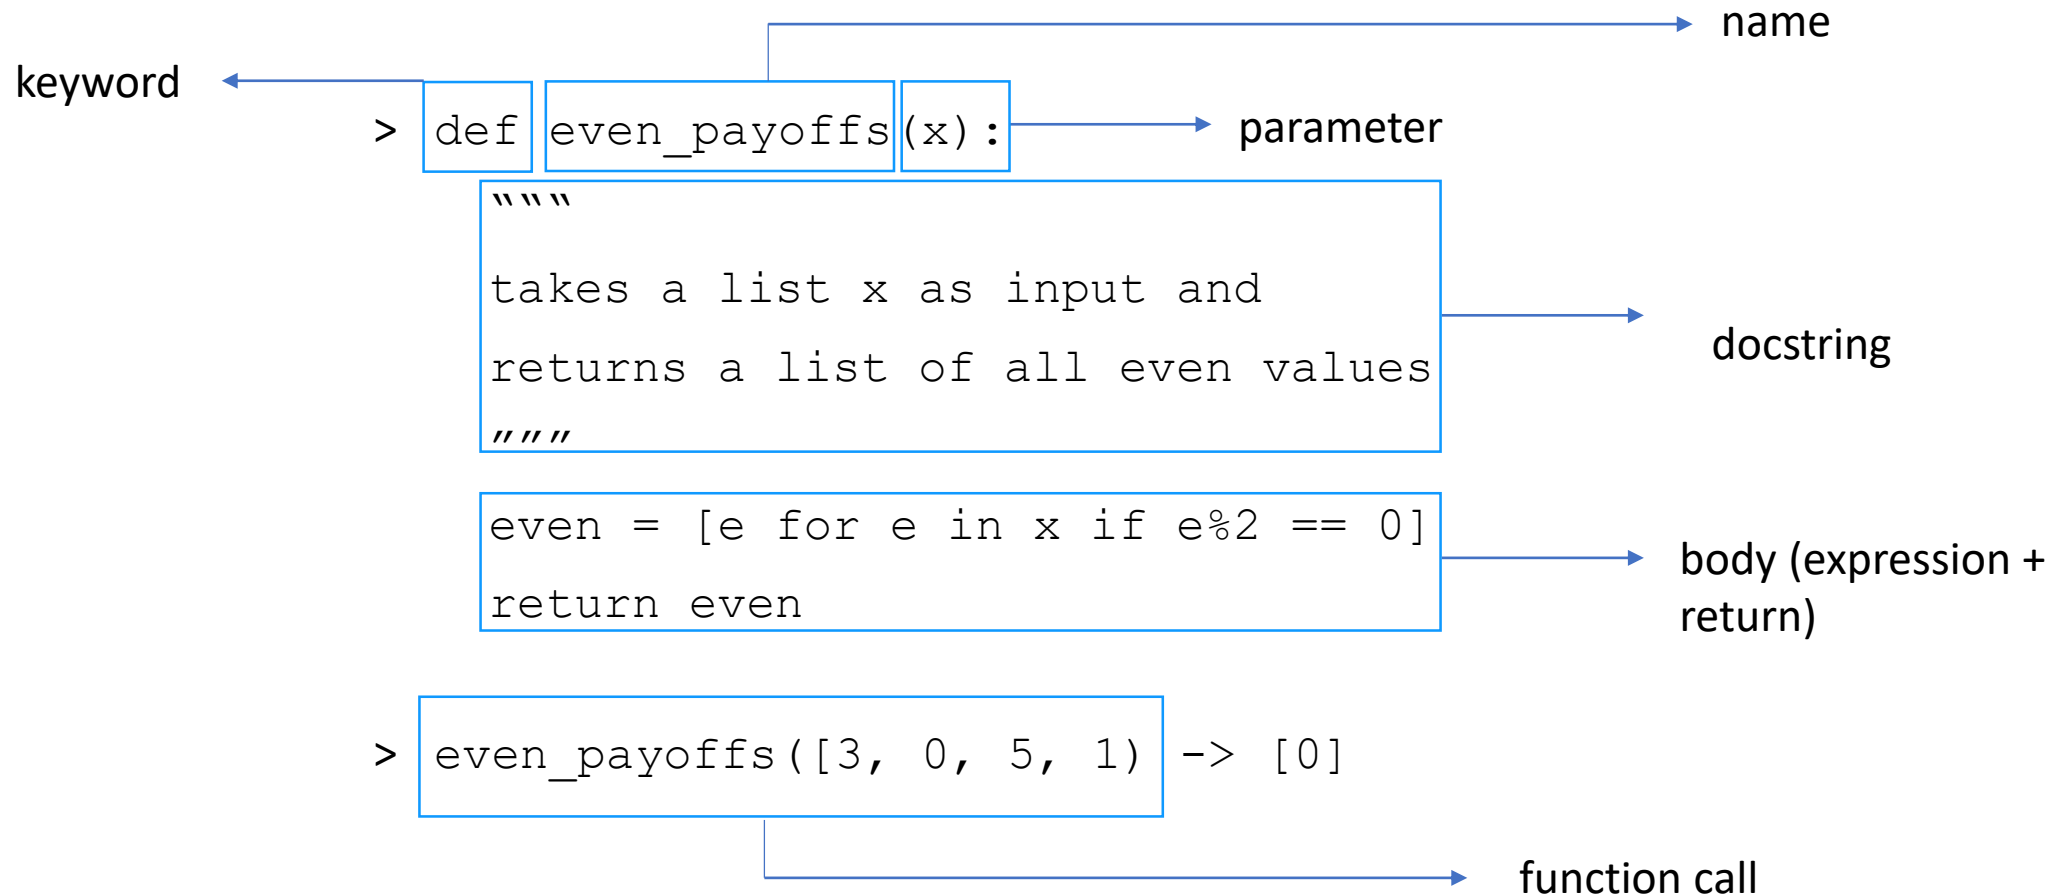 name
keyword
> def even_payoffs(x):
parameter
“““
takes a list x as input and
returns a list of all even values
”””
docstring
even = [e for e in x if e%2 == 0]
return even
body (expression +
return)
> even_payoffs([3, 0, 5, 1) -> [0]
function call